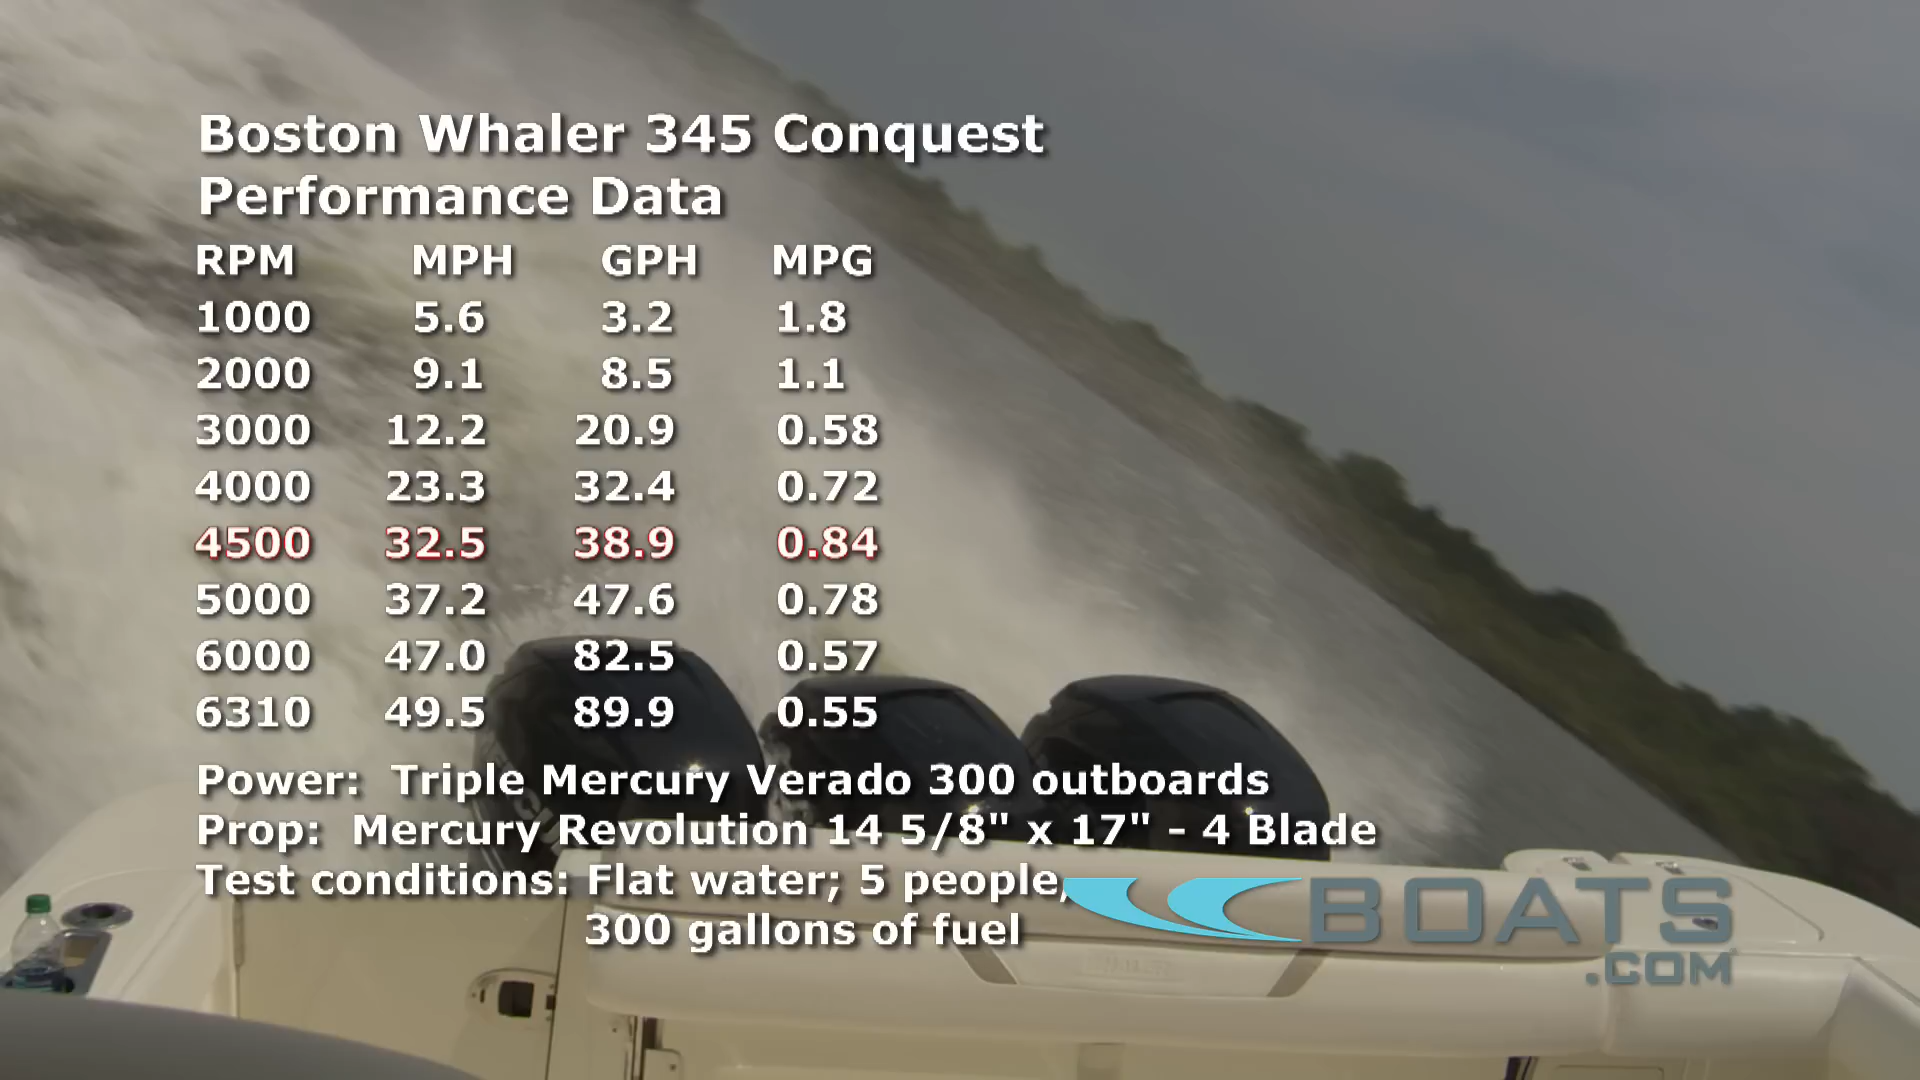 Boston Whaler 345 Conquest
Performance Data
RPM MPH GPH MPG
1000 5.6 3.2 1.8
2000 9.1 8.5 1.1
3000 12.2 20.9 0.58
4000 23.3 32.4 0.72
4500 32.5 38.9 0.84
5000 37.2 47.6 0.78
6000 47.0 82.5 0.57
6310 49.5 89.9 0.55
Power: Triple Mercury Verado 300 outboards
Prop: Mercury Revolution 14 5/8" x 17" - 4 Blade
Test conditions: Flat water; 5 people,
300 gallons of fuel
BOATS
.COM